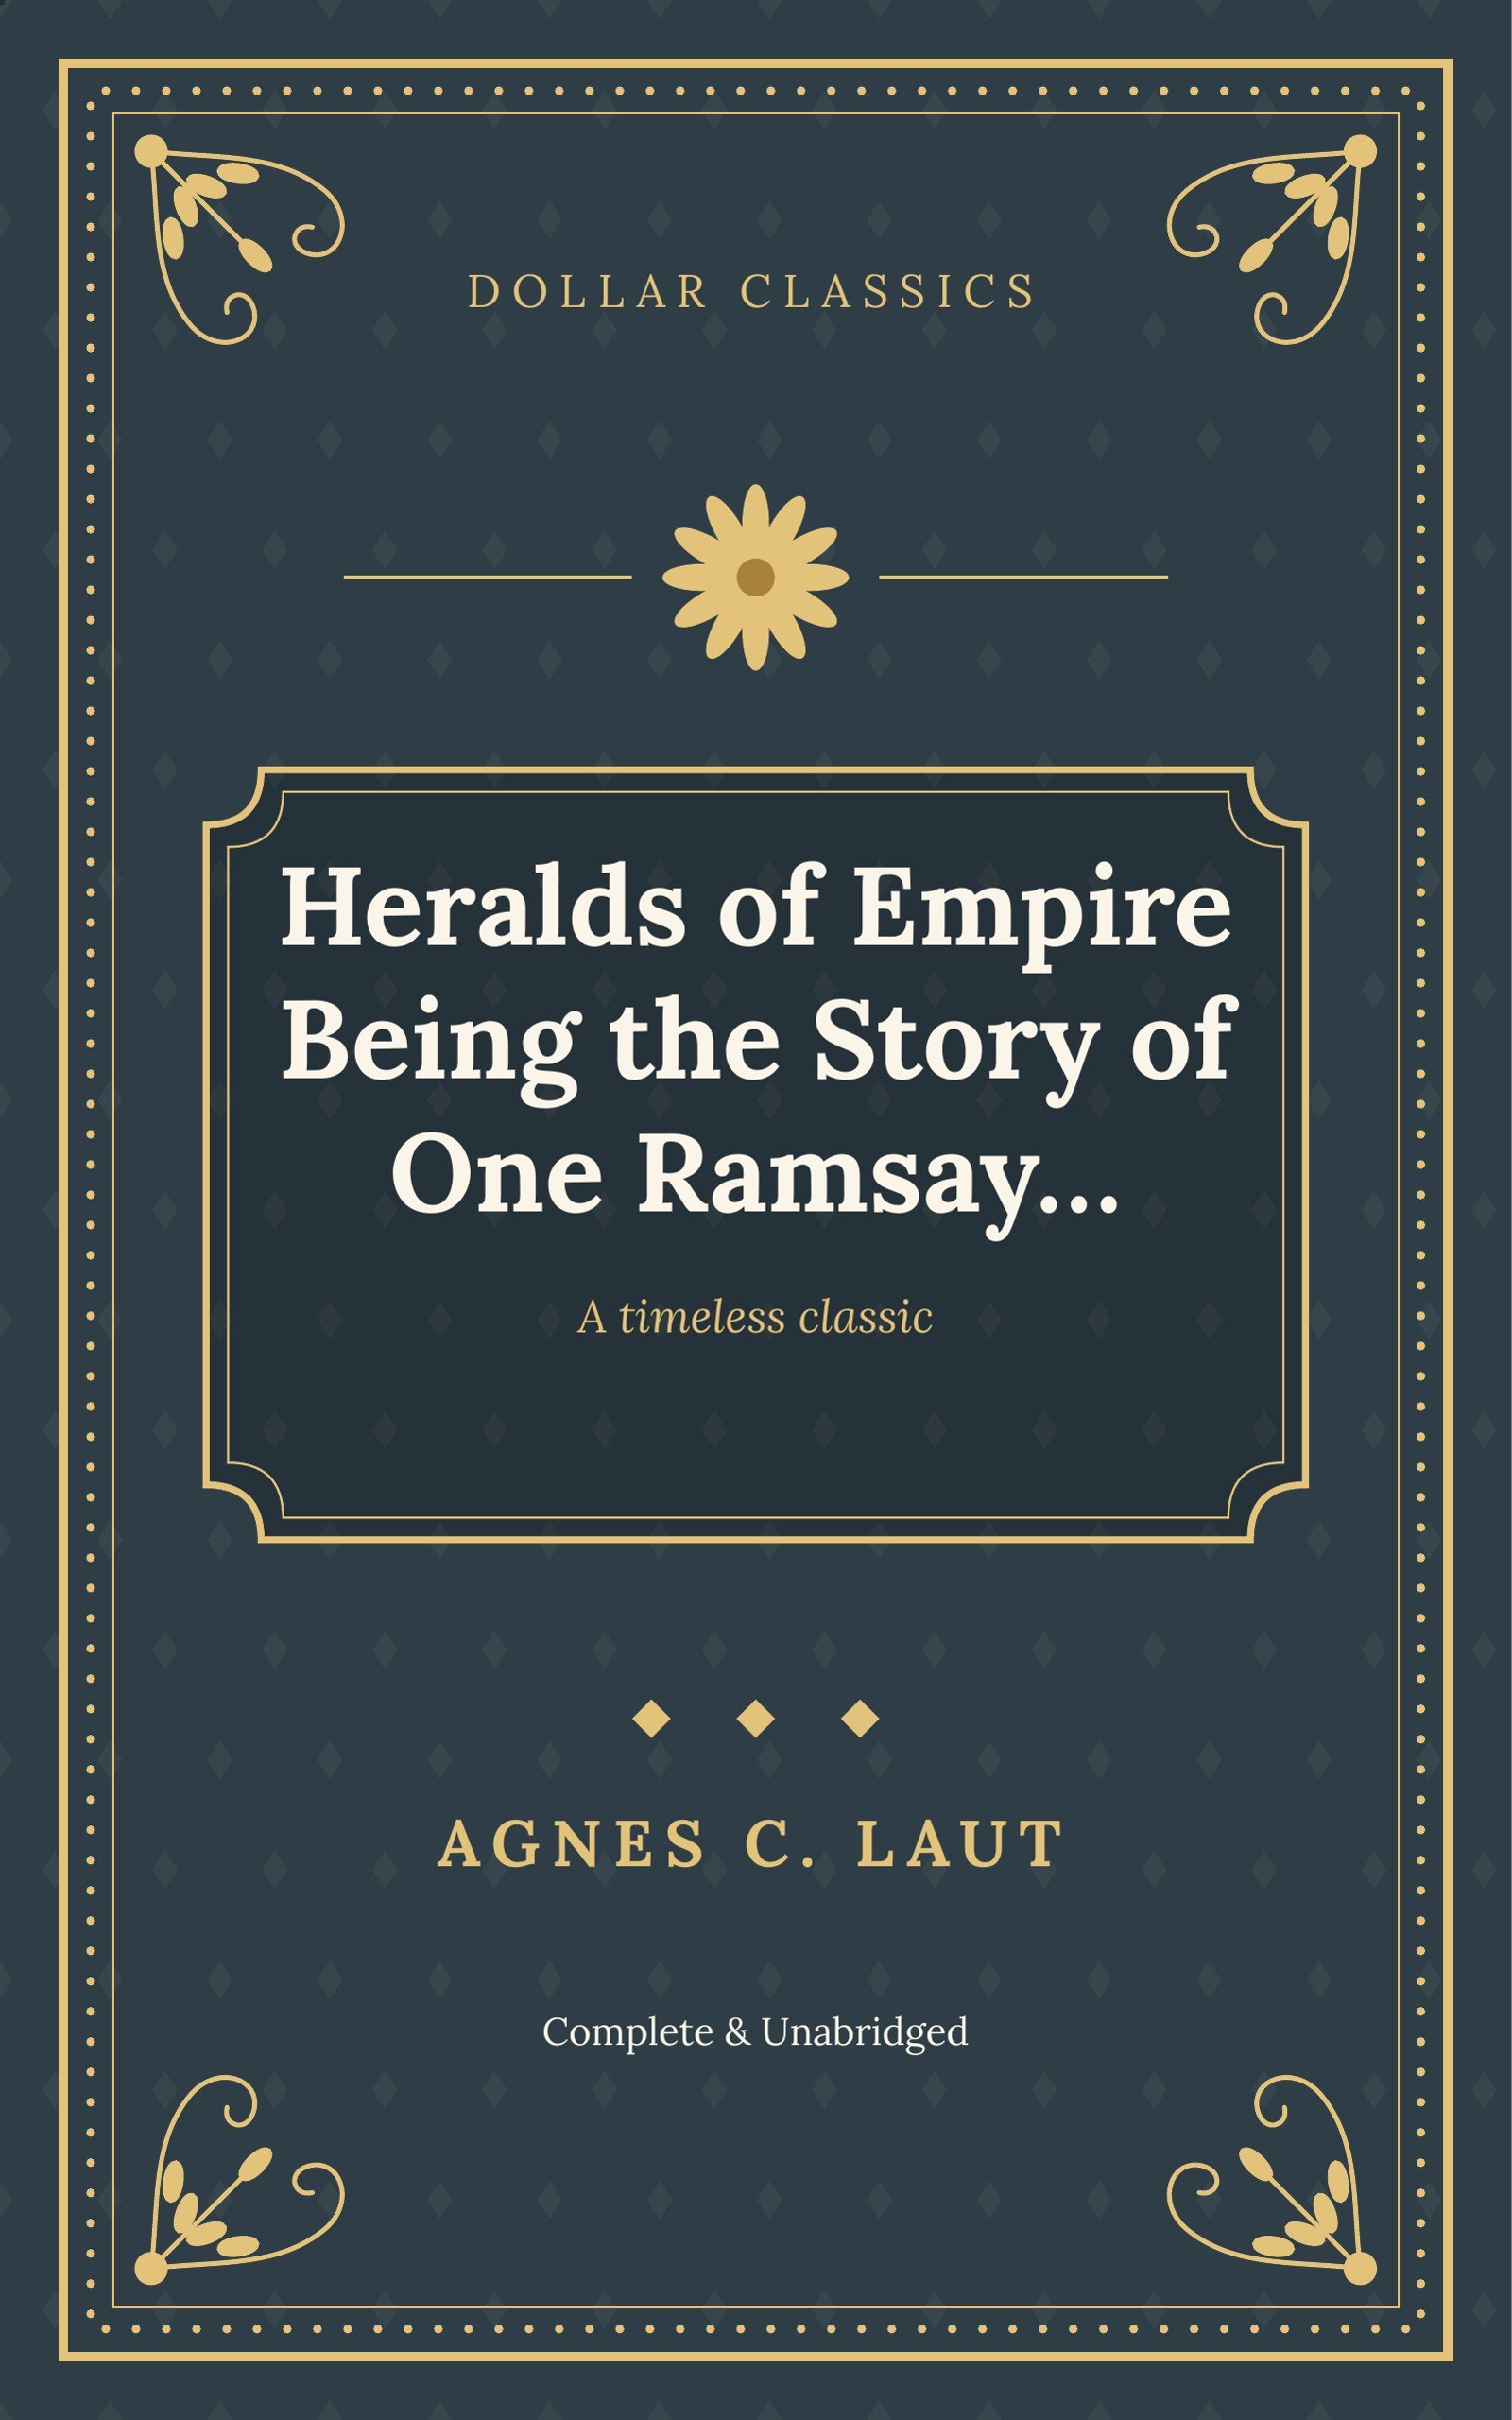 DOLLAR CLASSICS
Heralds of Empire
Being the Story of
One Ramsay...
A timeless classic
AGNES C. LAUT
Complete & Unabridged